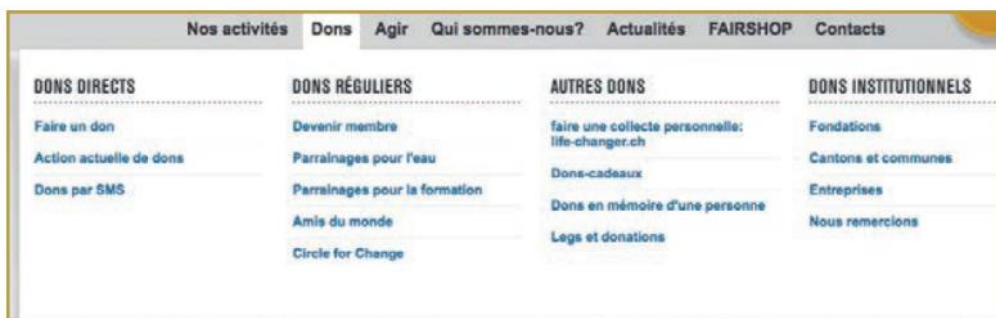 Nos activités Dons Agir Qui sommes-nous? Actualités FAIRSHOP Contacts
DONS DIRECTS
Faire un don
Action actuelle de dons
Dons par SMS
DONS RÉGULIERS
Devenir membre
Parrainages pour l'eau
Parrainages pour la formation
Amis du monde
Circle for Change
AUTRES DONS
faire une collecte personnelle:
life-changer.ch
Dons-cadeaux
Dons en mémoire d'une personne
Legs et donations
DONS INSTITUTIONNELS
Fondations
Cantons et communes
Entreprises
Nous remercions